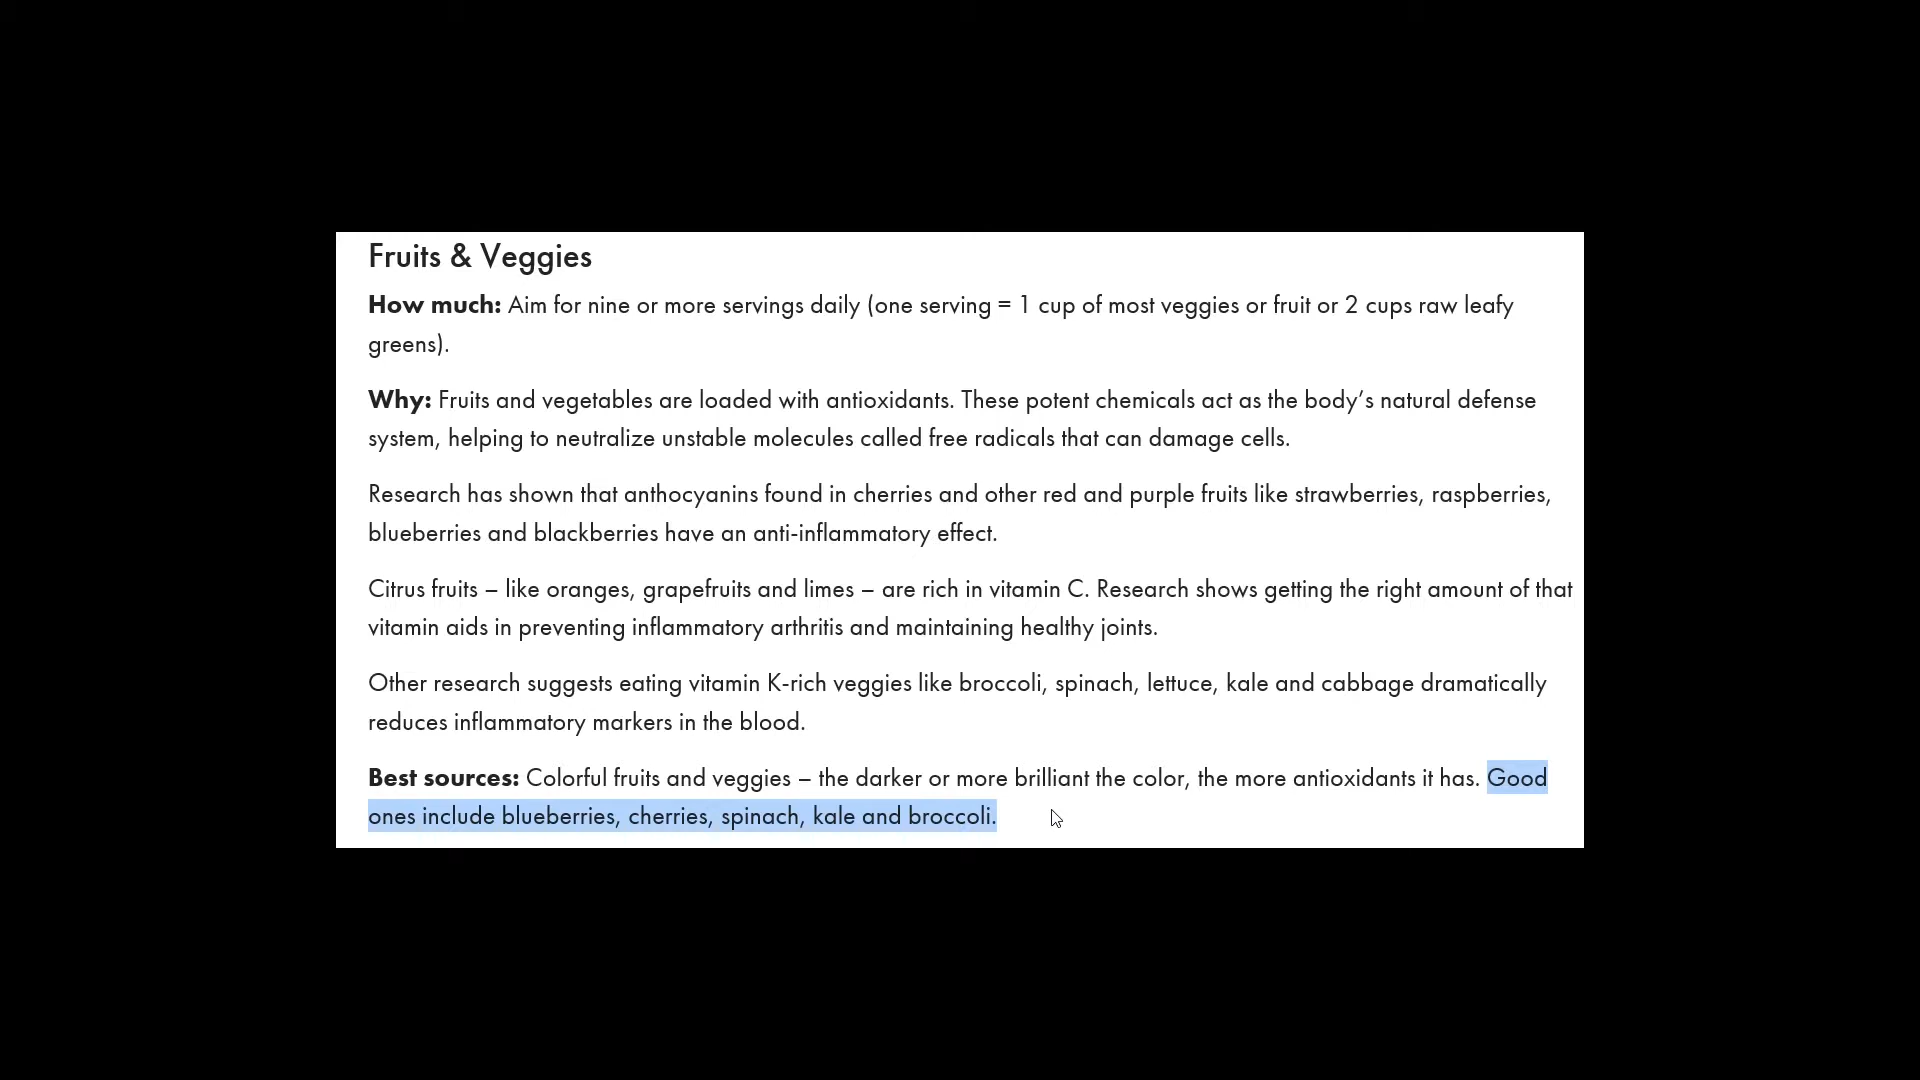 Fruits & Veggies
How much: Aim for nine or more servings daily (one serving = 1 cup of most veggies or fruit or 2 cups raw leafy
greens).
Why: Fruits and vegetables are loaded with antioxidants. These potent chemicals act as the body’s natural defense
system, helping to neutralize unstable molecules called free radicals that can damage cells.
Research has shown that anthocyanins found in cherries and other red and purple fruits like strawberries, raspberries,
blueberries and blackberries have an anti-inflammatory effect.
Citrus fruits – like oranges, grapefruits and limes – are rich in vitamin C. Research shows getting the right amount of that
vitamin aids in preventing inflammatory arthritis and maintaining healthy joints.
Other research suggests eating vitamin K-rich veggies like broccoli, spinach, lettuce, kale and cabbage dramatically
reduces inflammatory markers in the blood.
Best sources: Colorful fruits and veggies – the darker or more brilliant the color, the more antioxidants it has. Good
ones include blueberries, cherries, spinach, kale and broccoli.